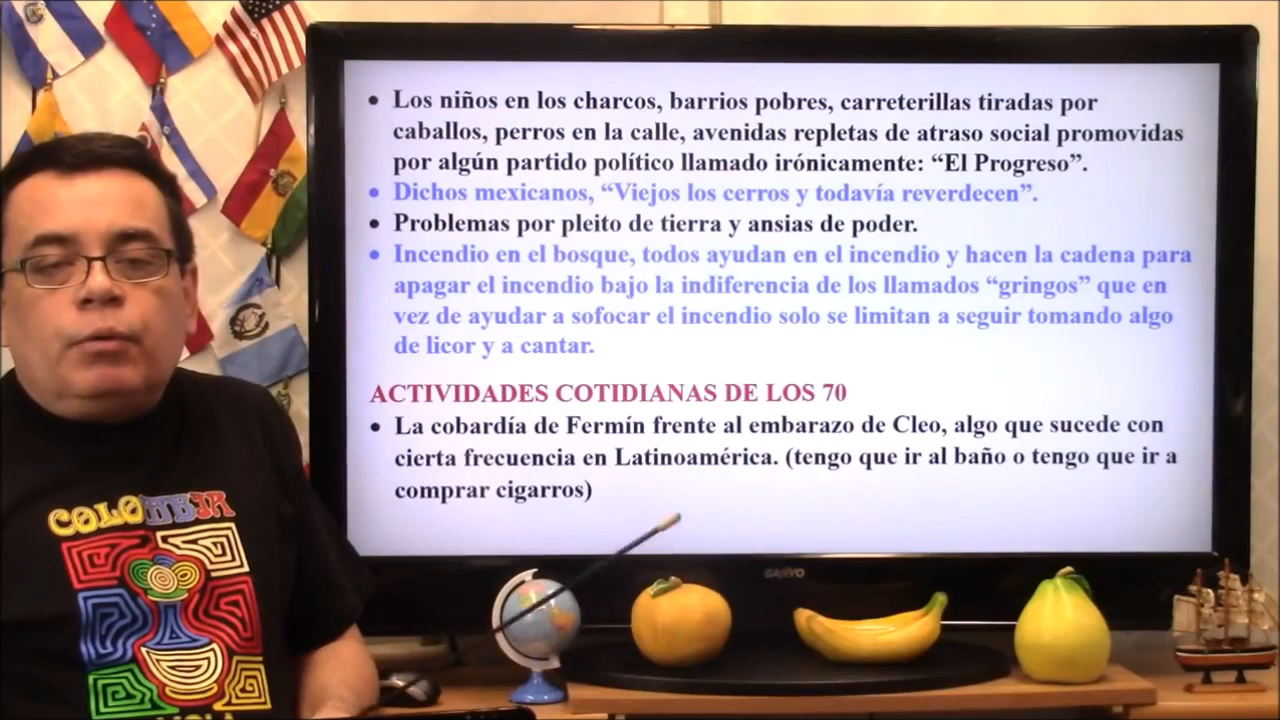 • Los niños en los charcos, barrios pobres, carreterillas tiradas por
caballos, perros en la calle, avenidas repletas de atraso social promovidas
por algún partido político llamado irónicamente: “El Progreso”.
• Dichos mexicanos, “Viejos los cerros y todavía reverdecen”.
• Problemas por pleito de tierra y ansias de poder.
• Incendio en el bosque, todos ayudan en el incendio y hacen la cadena para
apagar el incendio bajo la indiferencia de los llamados “gringos” que en
vez de ayudar a sofocar el incendio solo se limitan a seguir tomando algo
de licor y a cantar.
ACTIVIDADES COTIDIANAS DE LOS 70
• La cobardía de Fermín frente al embarazo de Cleo, algo que sucede con
cierta frecuencia en Latinoamérica. (tengo que ir al baño o tengo que ir a
comprar cigarros)
SANYO
COLOMBIA